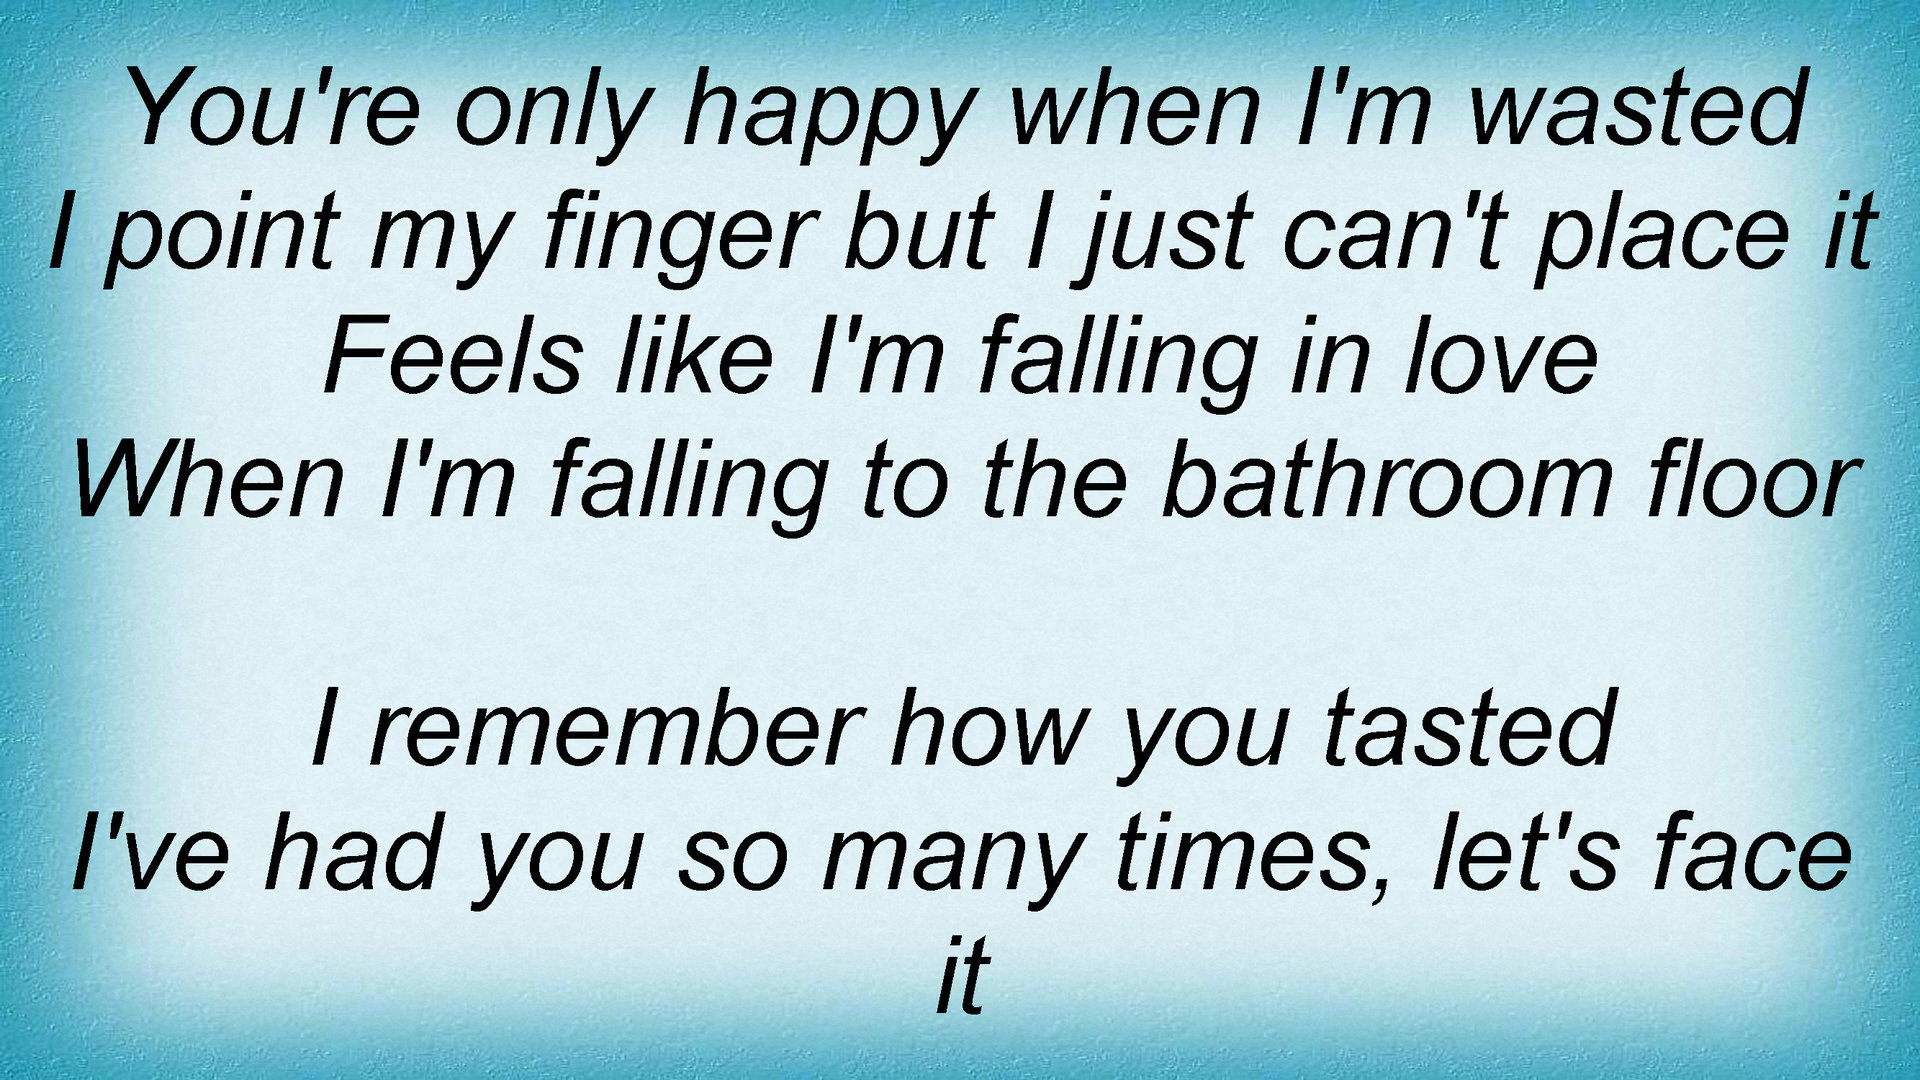 You're only happy when I'm wasted
I point my finger but I just can't place it
Feels like I'm falling in love
When I'm falling to the bathroom floor
I remember how you tasted
I've had you so many times, let's face
it